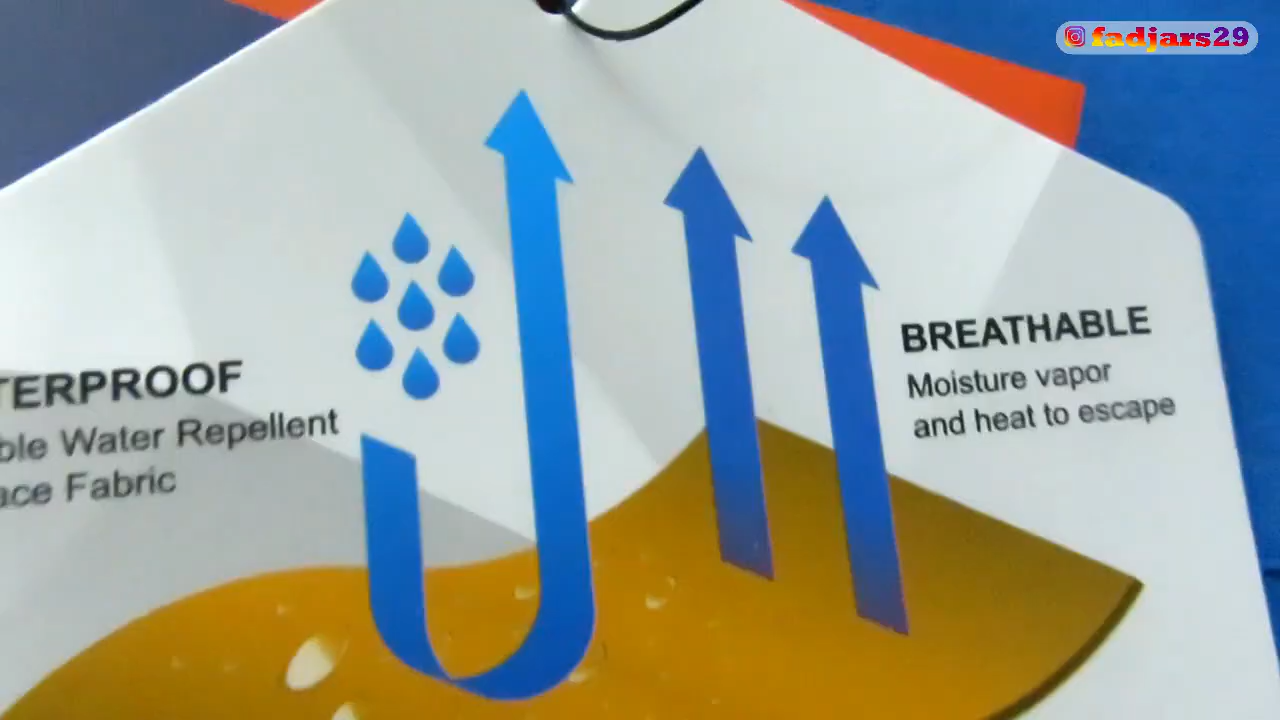 fadjars29
TERPROOF
ble Water Repellent
ace Fabric
BREATHABLE
Moisture vapor
and heat to escape